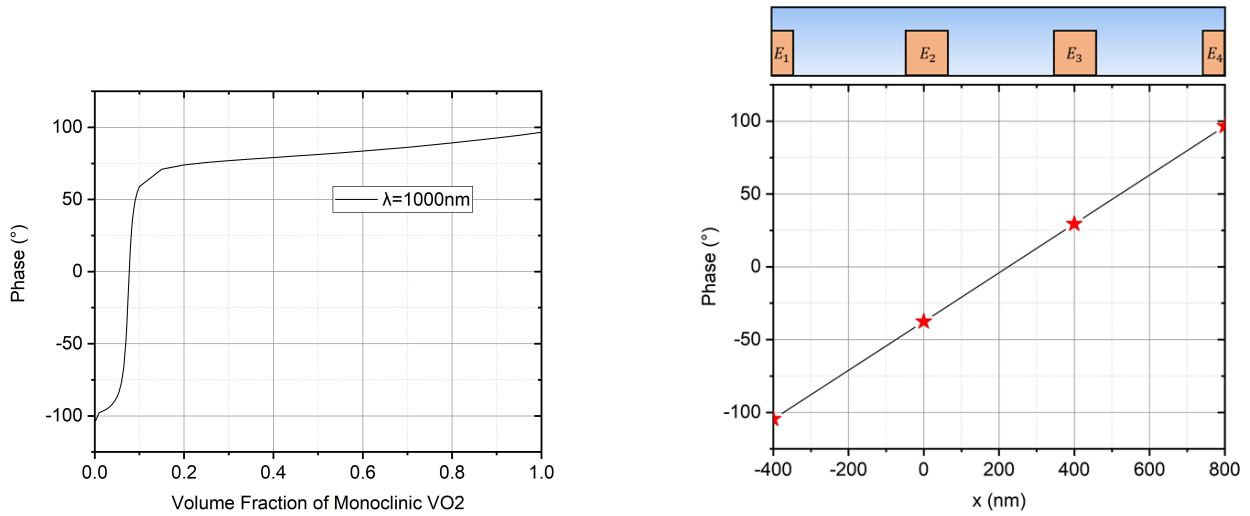 100
50
0
-50
-100
Phase (°)
λ=1000nm
0.0 0.2 0.4 0.6 0.8 1.0
Volume Fraction of Monoclinic VO2
E1 E2 E3 E4
100
50
0
-50
-100
Phase (°)
-400 -200 0 200 400 600 800
x (nm)